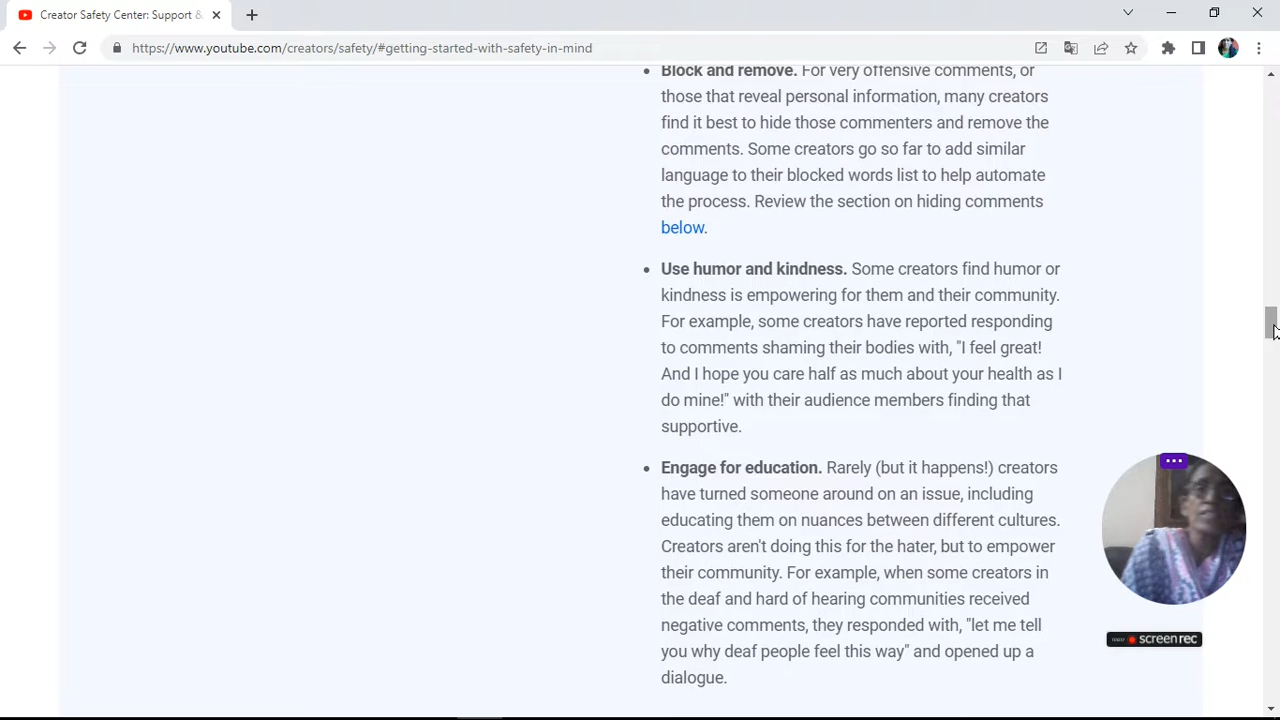 Creator Safety Center: Support &
https://www.youtube.com/creators/safety/#getting-started-with-safety-in-mind
Block and remove. For very offensive comments, or
those that reveal personal information, many creators
find it best to hide those commenters and remove the
comments. Some creators go so far to add similar
language to their blocked words list to help automate
the process. Review the section on hiding comments
below.
Use humor and kindness. Some creators find humor or
kindness is empowering for them and their community.
For example, some creators have reported responding
to comments shaming their bodies with, "I feel great!
And I hope you care half as much about your health as I
do mine!" with their audience members finding that
supportive.
Engage for education. Rarely (but it happens!) creators
have turned someone around on an issue, including
educating them on nuances between different cultures.
Creators aren't doing this for the hater, but to empower
their community. For example, when some creators in
the deaf and hard of hearing communities received
negative comments, they responded with, "let me tell
you why deaf people feel this way" and opened up a
dialogue.
screenrec